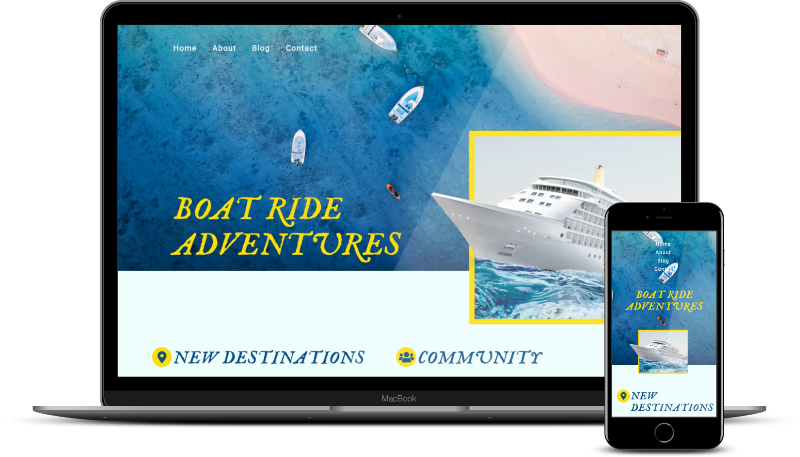 Home About Blog Contact
BOAT RIDE
ADVENTURES
NEW DESTINATIONS COMMUNITY
MacBook
Home
About
Blog
Contact
BOAT RIDE
ADVENTURES
NEW
DESTINATIONS